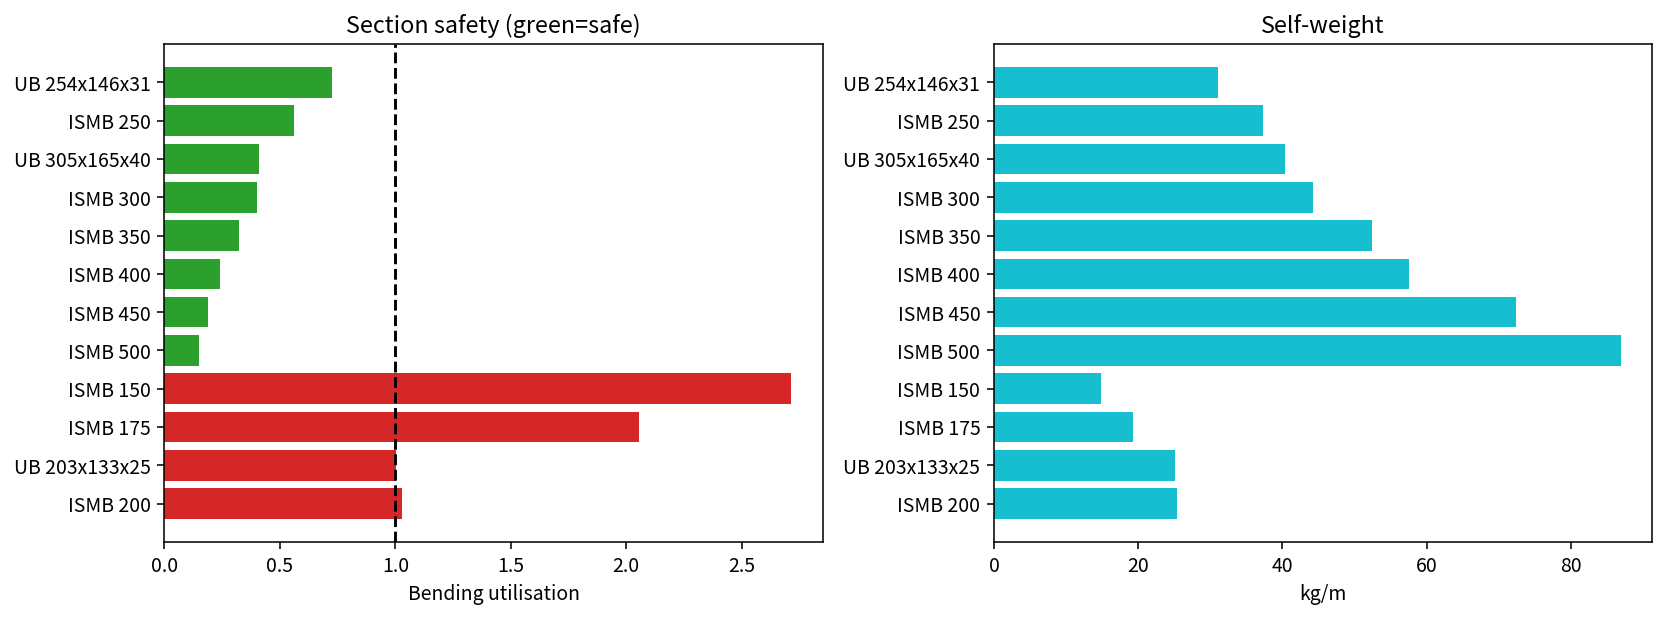 Section safety (green=safe)
UB 254x146x31
ISMB 250
UB 305x165x40
ISMB 300
ISMB 350
ISMB 400
ISMB 450
ISMB 500
ISMB 150
ISMB 175
UB 203x133x25
ISMB 200
0.0 0.5 1.0 1.5 2.0 2.5
Bending utilisation
Self-weight
UB 254x146x31
ISMB 250
UB 305x165x40
ISMB 300
ISMB 350
ISMB 400
ISMB 450
ISMB 500
ISMB 150
ISMB 175
UB 203x133x25
ISMB 200
0 20 40 60 80
kg/m